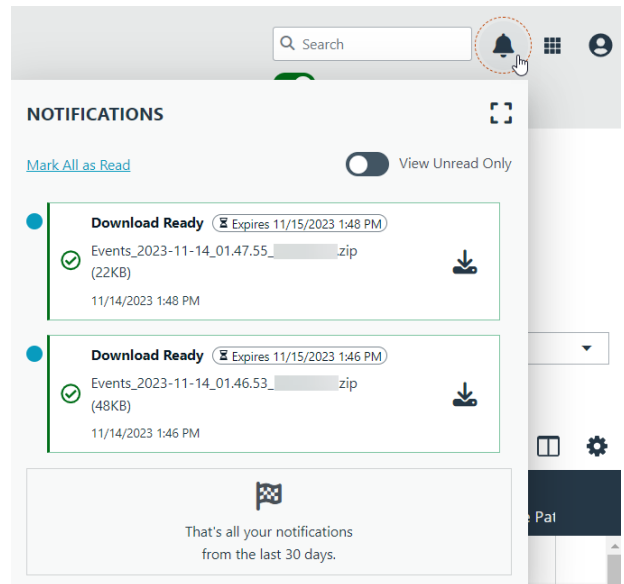 Search
NOTIFICATIONS
Mark All as Read
View Unread Only
Download Ready Expires 11/15/2023 1:48 PM
Events_2023-11-14_01.47.55_ .zip
(22KB)
11/14/2023 1:48 PM
Download Ready Expires 11/15/2023 1:46 PM
Events_2023-11-14_01.46.53_ zip
(48KB)
11/14/2023 1:46 PM
Pat
That's all your notifications
from the last 30 days.